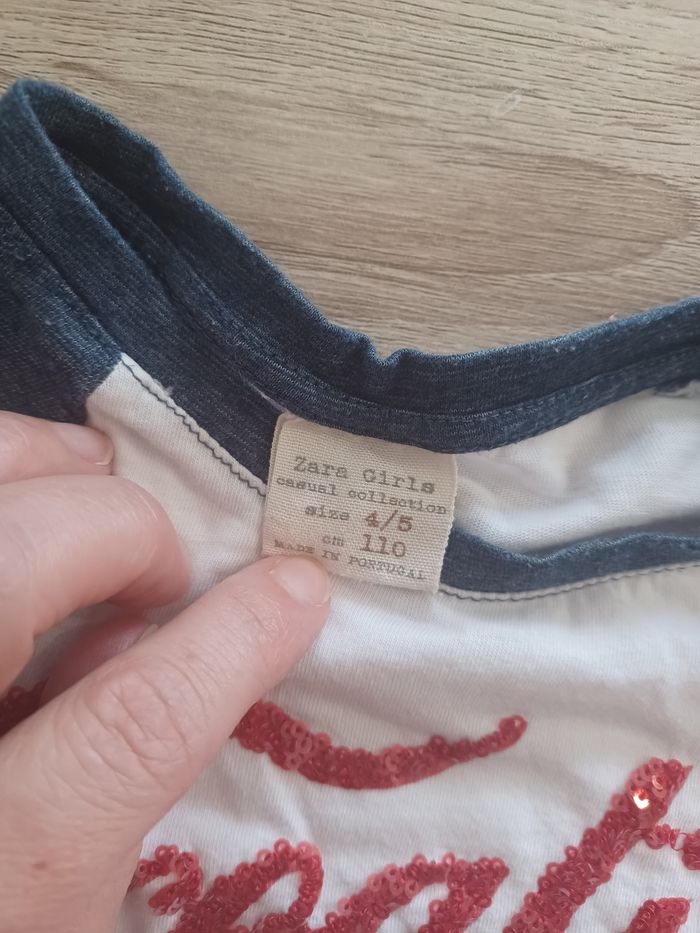 Zara Girls
casual collection
size 4/5
cm 110
MADE IN PORTUGAL